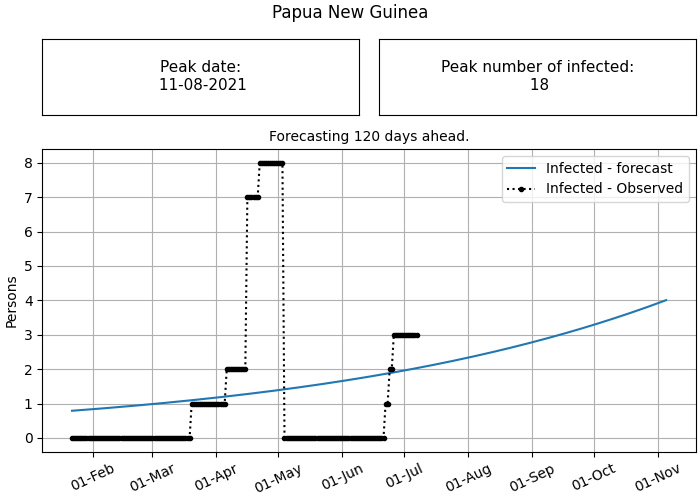 Papua New Guinea
Peak date:
11-08-2021
Peak number of infected:
18
Forecasting 120 days ahead.
Infected - forecast
Infected - Observed
Persons
8
7
6
5
4
3
2
1
0
01-Feb
01-Mar
01-Apr
01-May
01-Jun
01-Jul
01-Aug
01-Sep
01-Oct
01-Nov